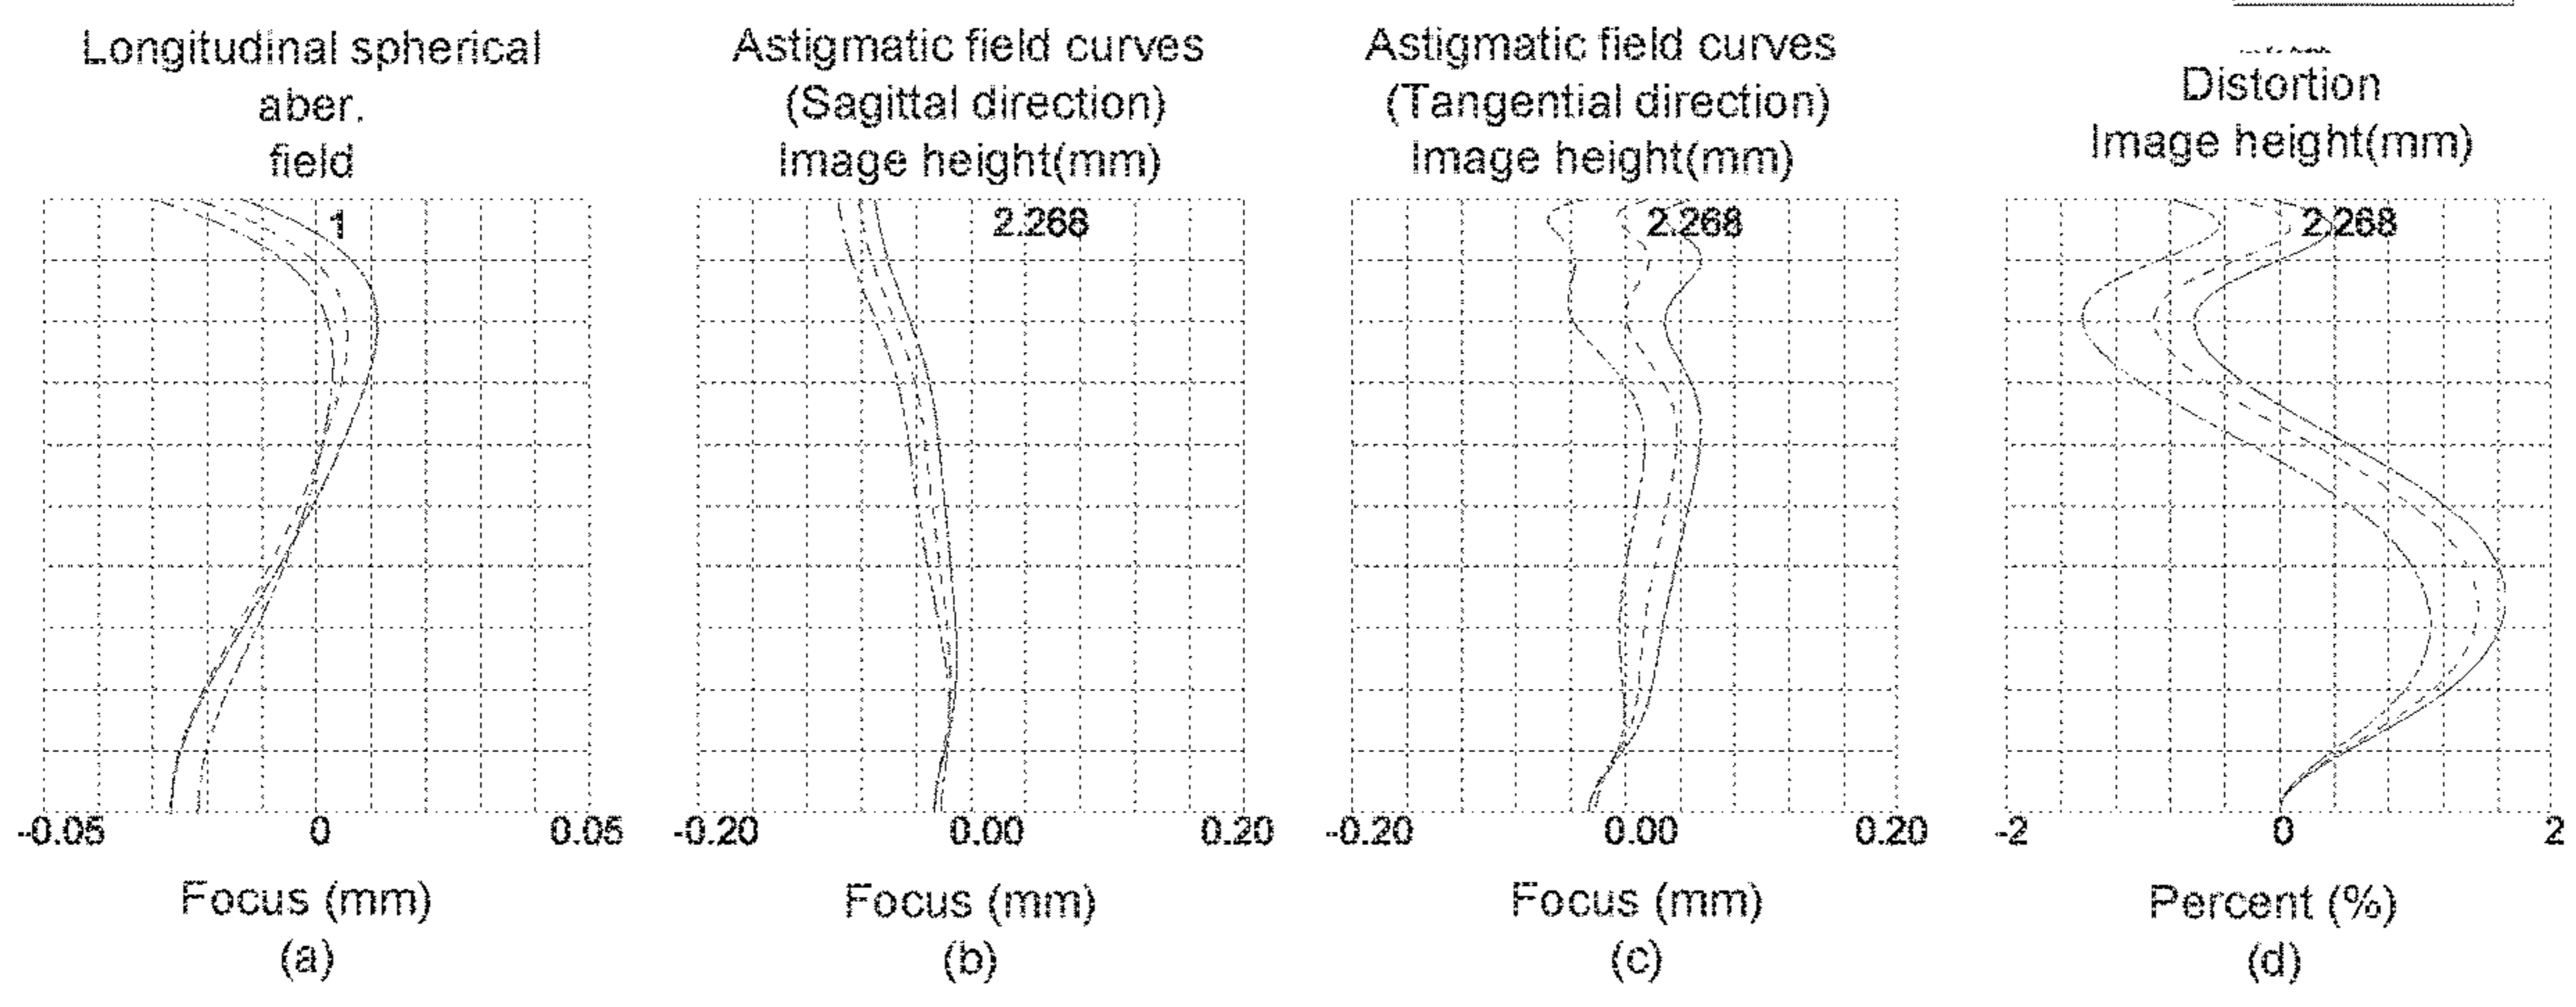 Longitudinal spherical
aber.
field
1
-0.05 0 0.05
Focus (mm)
(a)
Astigmatic field curves
(Sagittal direction)
Image height(mm)
2.268
-0.20 0.00 0.20
Focus (mm)
(b)
Astigmatic field curves
(Tangential direction)
Image height(mm)
2.268
-0.20 0.00 0.20
Focus (mm)
(c)
Distortion
Image height(mm)
2.268
-2 0 2
Percent (%)
(d)